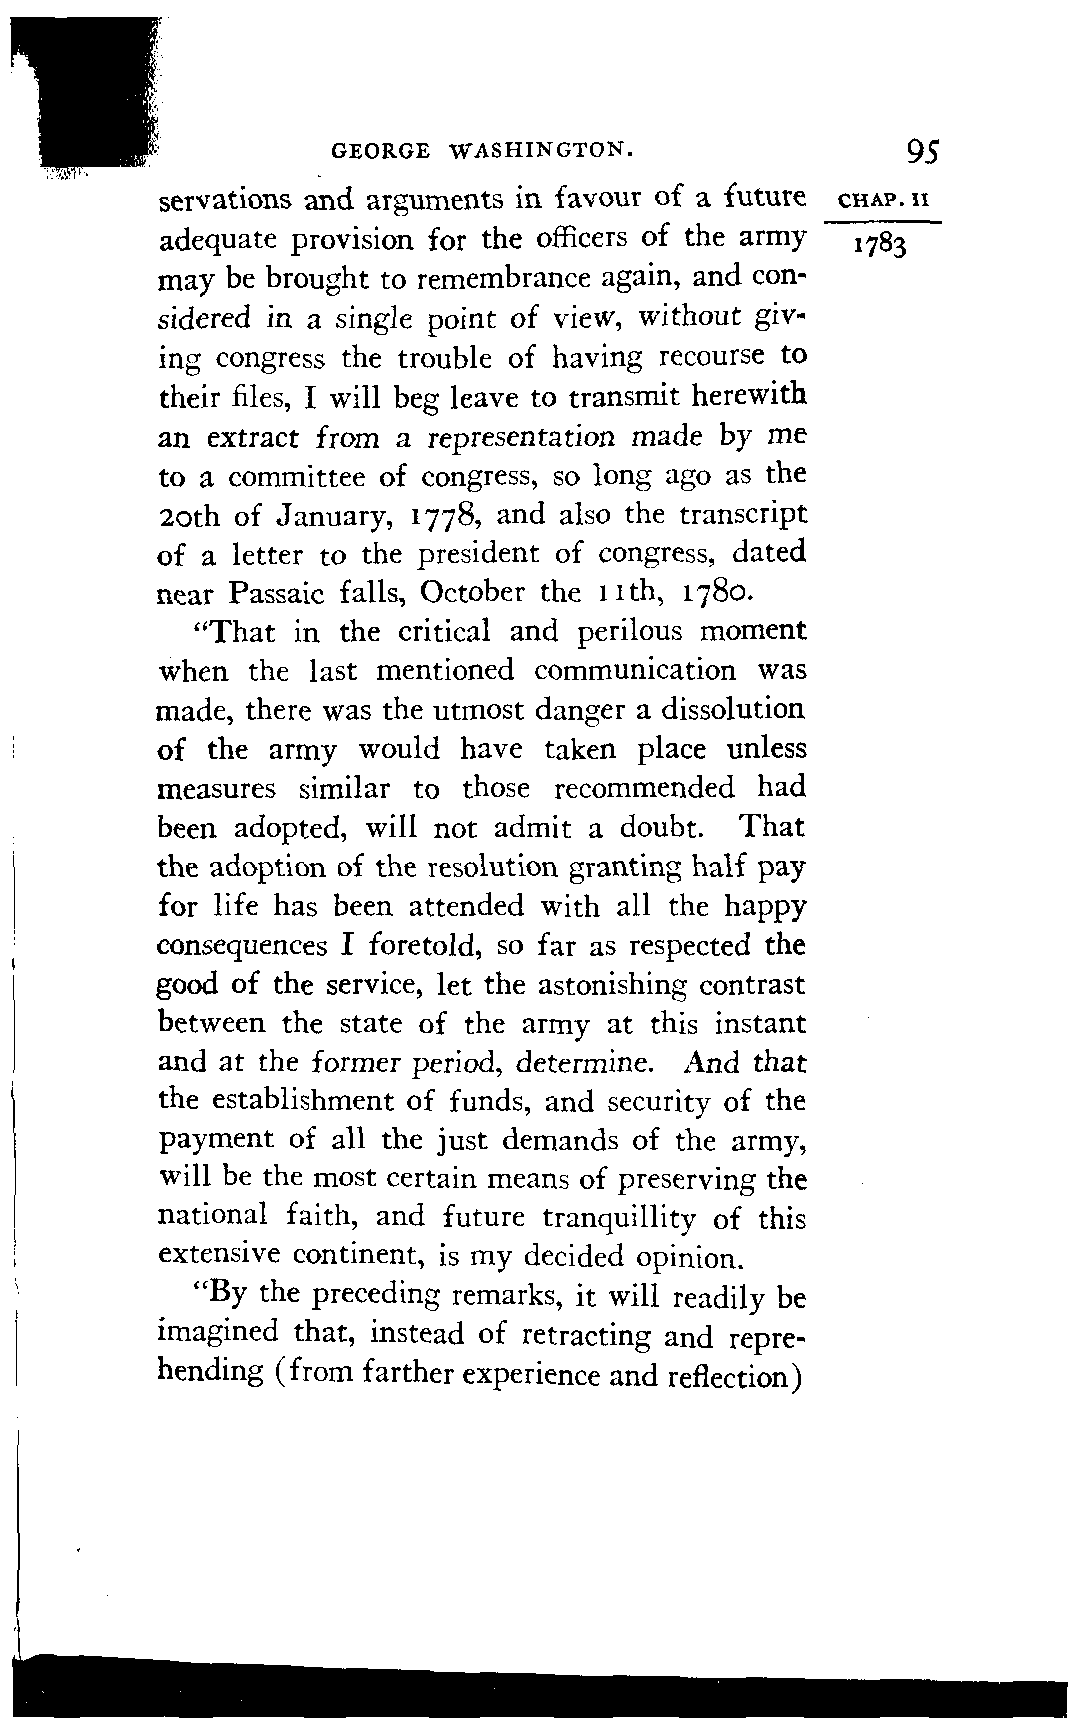 GEORGE WASHINGTON. 95
servations and arguments in favour of a future
CHAP. II
adequate provision for the officers of the army
1783
may be brought to remembrance again, and con-
sidered in a single point of view, without giv-
ing congress the trouble of having recourse to
their files, I will beg leave to transmit herewith
an extract from a representation made by me
to a committee of congress, so long ago as the
20th of January, 1778, and also the transcript
of a letter to the president of congress, dated
near Passaic falls, October the 11th, 1780.
"That in the critical and perilous moment
when the last mentioned communication was
made, there was the utmost danger a dissolution
of the army would have taken place unless
measures similar to those recommended had
been adopted, will not admit a doubt. That
the adoption of the resolution granting half pay
for life has been attended with all the happy
consequences I foretold, so far as respected the
good of the service, let the astonishing contrast
between the state of the army at this instant
and at the former period, determine. And that
the establishment of funds, and security of the
payment of all the just demands of the army,
will be the most certain means of preserving the
national faith, and future tranquillity of this
extensive continent, is my decided opinion.
"By the preceding remarks, it will readily be
imagined that, instead of retracting and repre-
hending (from farther experience and reflection)